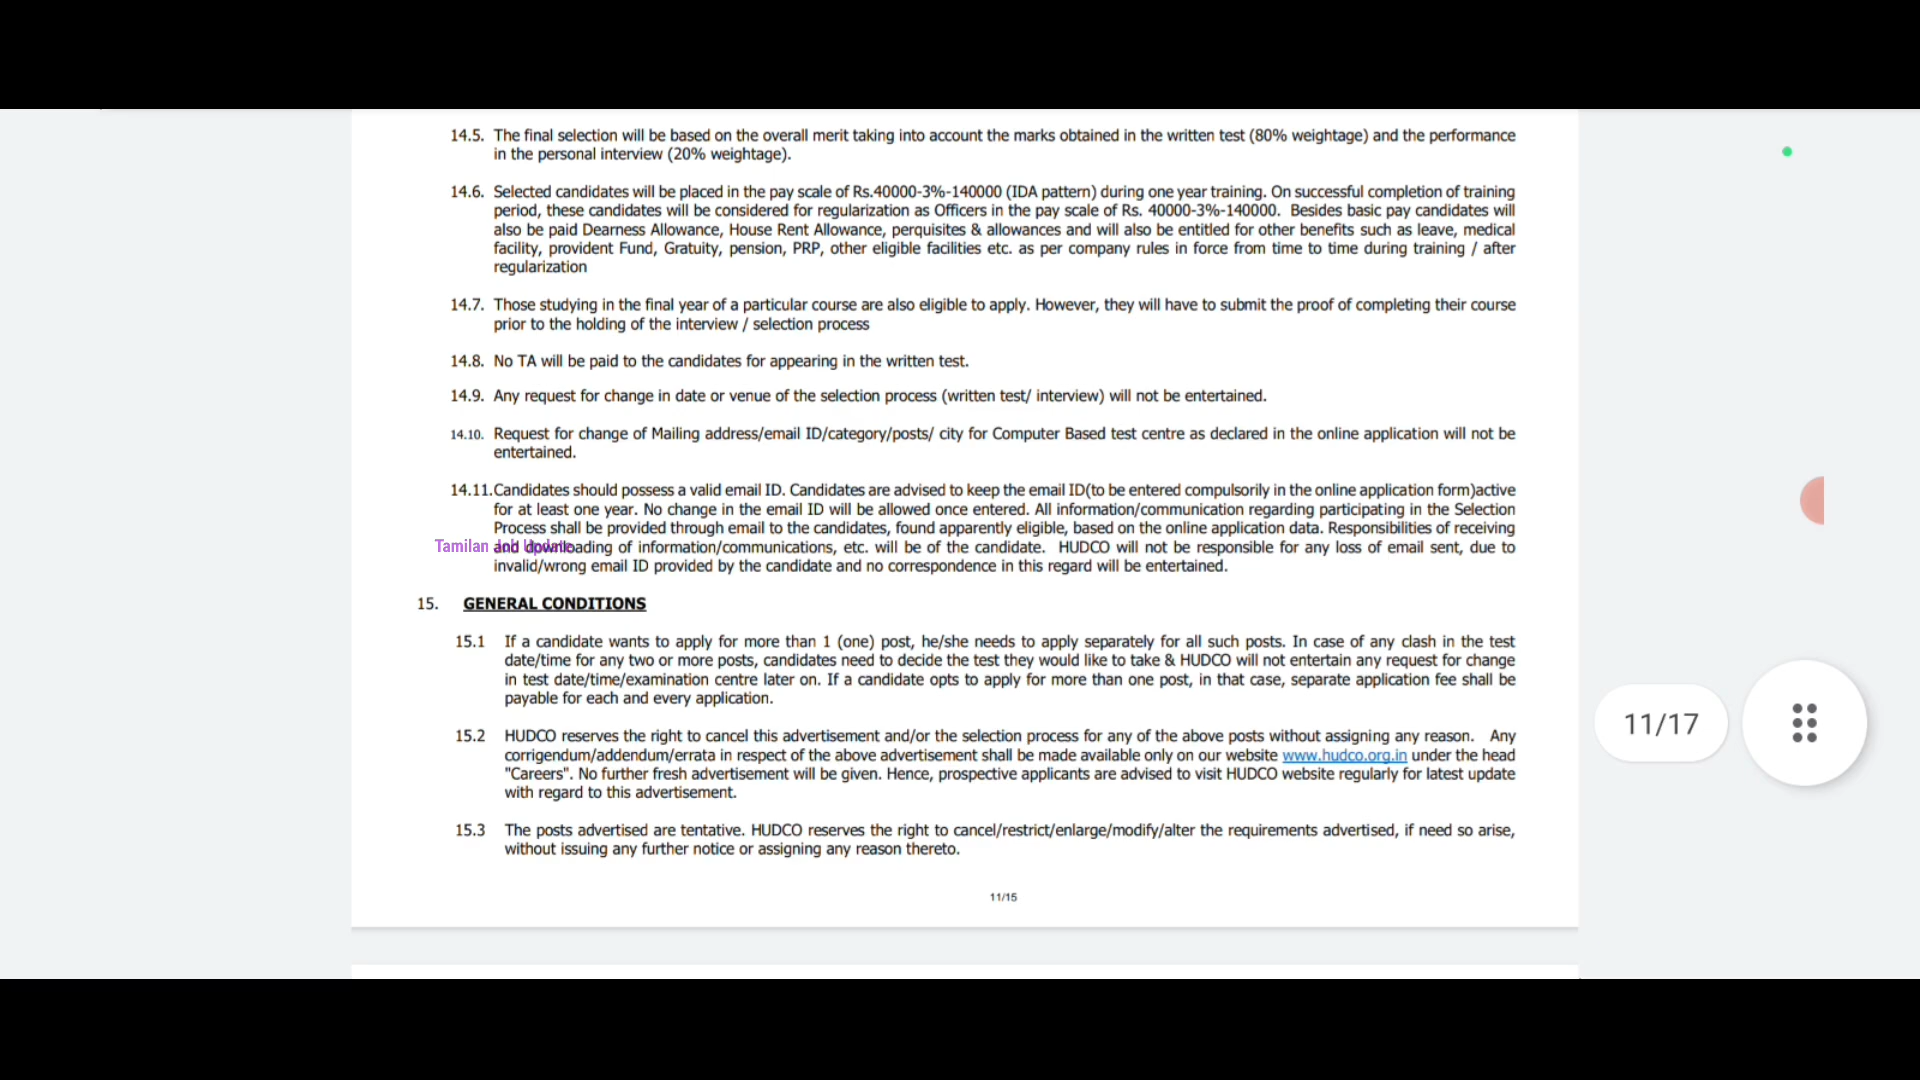 14.5. The final selection will be based on the overall merit taking into account the marks obtained in the written test (80% weightage) and the performance
in the personal interview (20% weightage).
14.6. Selected candidates will be placed in the pay scale of Rs.40000-3%-140000 (IDA pattern) during one year training. On successful completion of training
period, these candidates will be considered for regularization as Officers in the pay scale of Rs. 40000-3%-140000. Besides basic pay candidates will
also be paid Dearness Allowance, House Rent Allowance, perquisites & allowances and will also be entitled for other benefits such as leave, medical
facility, provident Fund, Gratuity, pension, PRP, other eligible facilities etc. as per company rules in force from time to time during training / after
regularization
14.7. Those studying in the final year of a particular course are also eligible to apply. However, they will have to submit the proof of completing their course
prior to the holding of the interview / selection process
14.8. No TA will be paid to the candidates for appearing in the written test.
14.9. Any request for change in date or venue of the selection process (written test/ interview) will not be entertained.
14.10. Request for change of Mailing address/email ID/category/posts/ city for Computer Based test centre as declared in the online application will not be
entertained.
14.11.Candidates should possess a valid email ID. Candidates are advised to keep the email ID(to be entered compulsorily in the online application form)active
for at least one year. No change in the email ID will be allowed once entered. All information/communication regarding participating in the Selection
Process shall be provided through email to the candidates, found apparently eligible, based on the online application data. Responsibilities of receiving
Tamilan Job Update
and downloading of information/communications, etc. will be of the candidate. HUDCO will not be responsible for any loss of email sent, due to
invalid/wrong email ID provided by the candidate and no correspondence in this regard will be entertained.
15. GENERAL CONDITIONS
15.1 If a candidate wants to apply for more than 1 (one) post, he/she needs to apply separately for all such posts. In case of any clash in the test
date/time for any two or more posts, candidates need to decide the test they would like to take & HUDCO will not entertain any request for change
in test date/time/examination centre later on. If a candidate opts to apply for more than one post, in that case, separate application fee shall be
payable for each and every application.
15.2 HUDCO reserves the right to cancel this advertisement and/or the selection process for any of the above posts without assigning any reason. Any
corrigendum/addendum/errata in respect of the above advertisement shall be made available only on our website www.hudco.org.in under the head
"Careers". No further fresh advertisement will be given. Hence, prospective applicants are advised to visit HUDCO website regularly for latest update
with regard to this advertisement.
15.3 The posts advertised are tentative. HUDCO reserves the right to cancel/restrict/enlarge/modify/alter the requirements advertised, if need so arise,
without issuing any further notice or assigning any reason thereto.
11/15
11/17